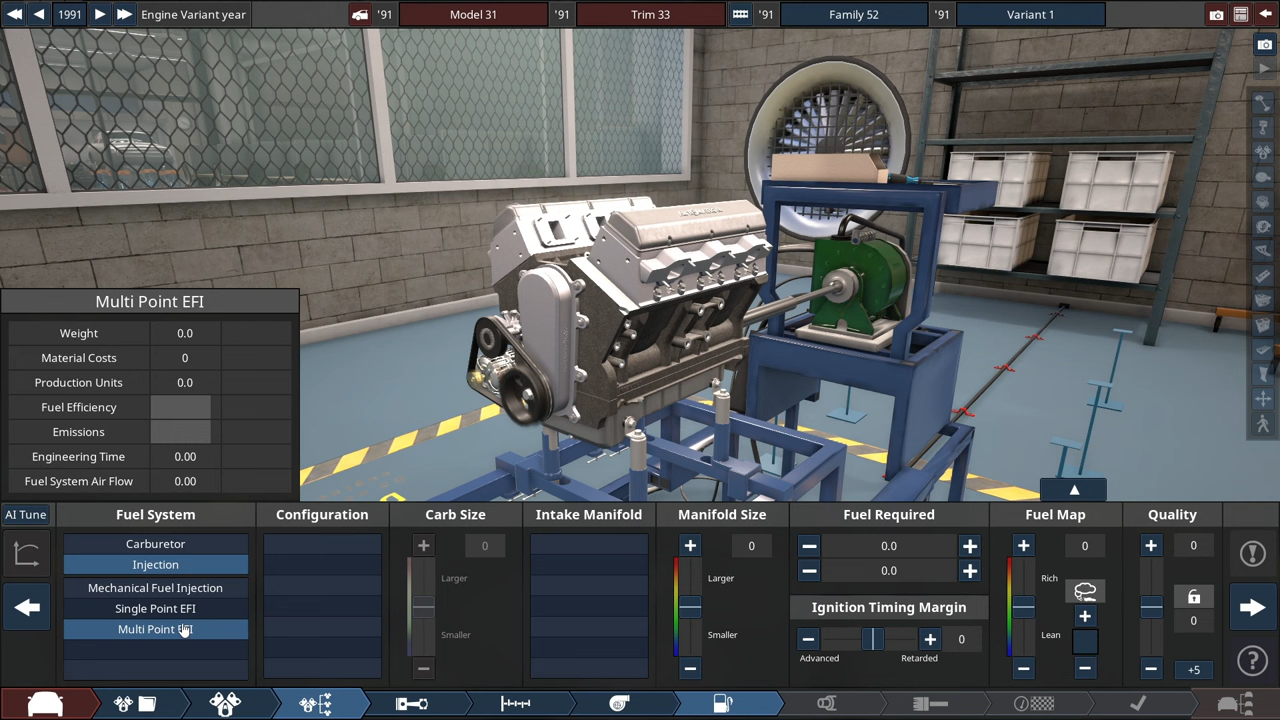 1991 Engine Variant year '91 Model 31 '91 Trim 33 '91 Family 52 '91 Variant 1
Multi Point EFI
Weight 0.0
Material Costs 0
Production Units 0.0
Fuel Efficiency
Emissions
Engineering Time 0.00
Fuel System Air Flow 0.00
AI Tune
Fuel System
Carburetor
Injection
Mechanical Fuel Injection
Single Point EFI
Multi Point EFI
Configuration
Carb Size
0
Larger
Smaller
Intake Manifold
Manifold Size
0
Larger
Smaller
Fuel Required
0.0
0.0
Ignition Timing Margin
0
Advanced Retarded
Fuel Map
0
Rich
Lean
Quality
0
0
+5